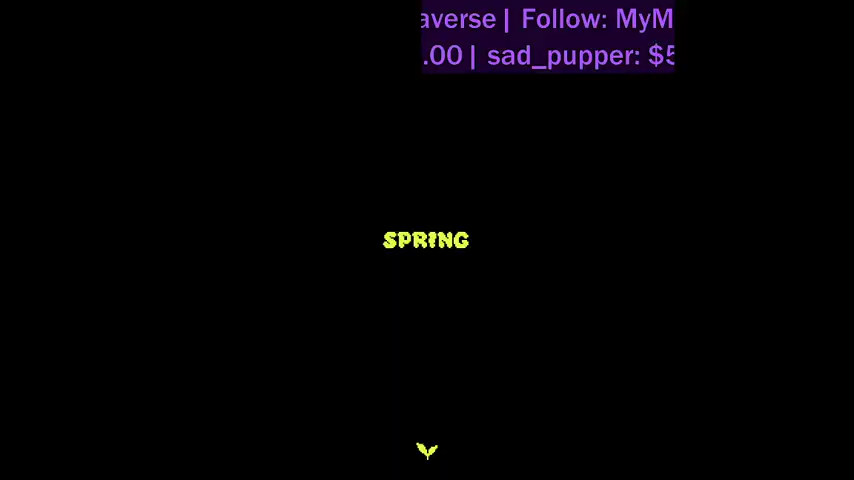 averse | Follow: MyM
.00 | sad_pupper: $5
SPRING